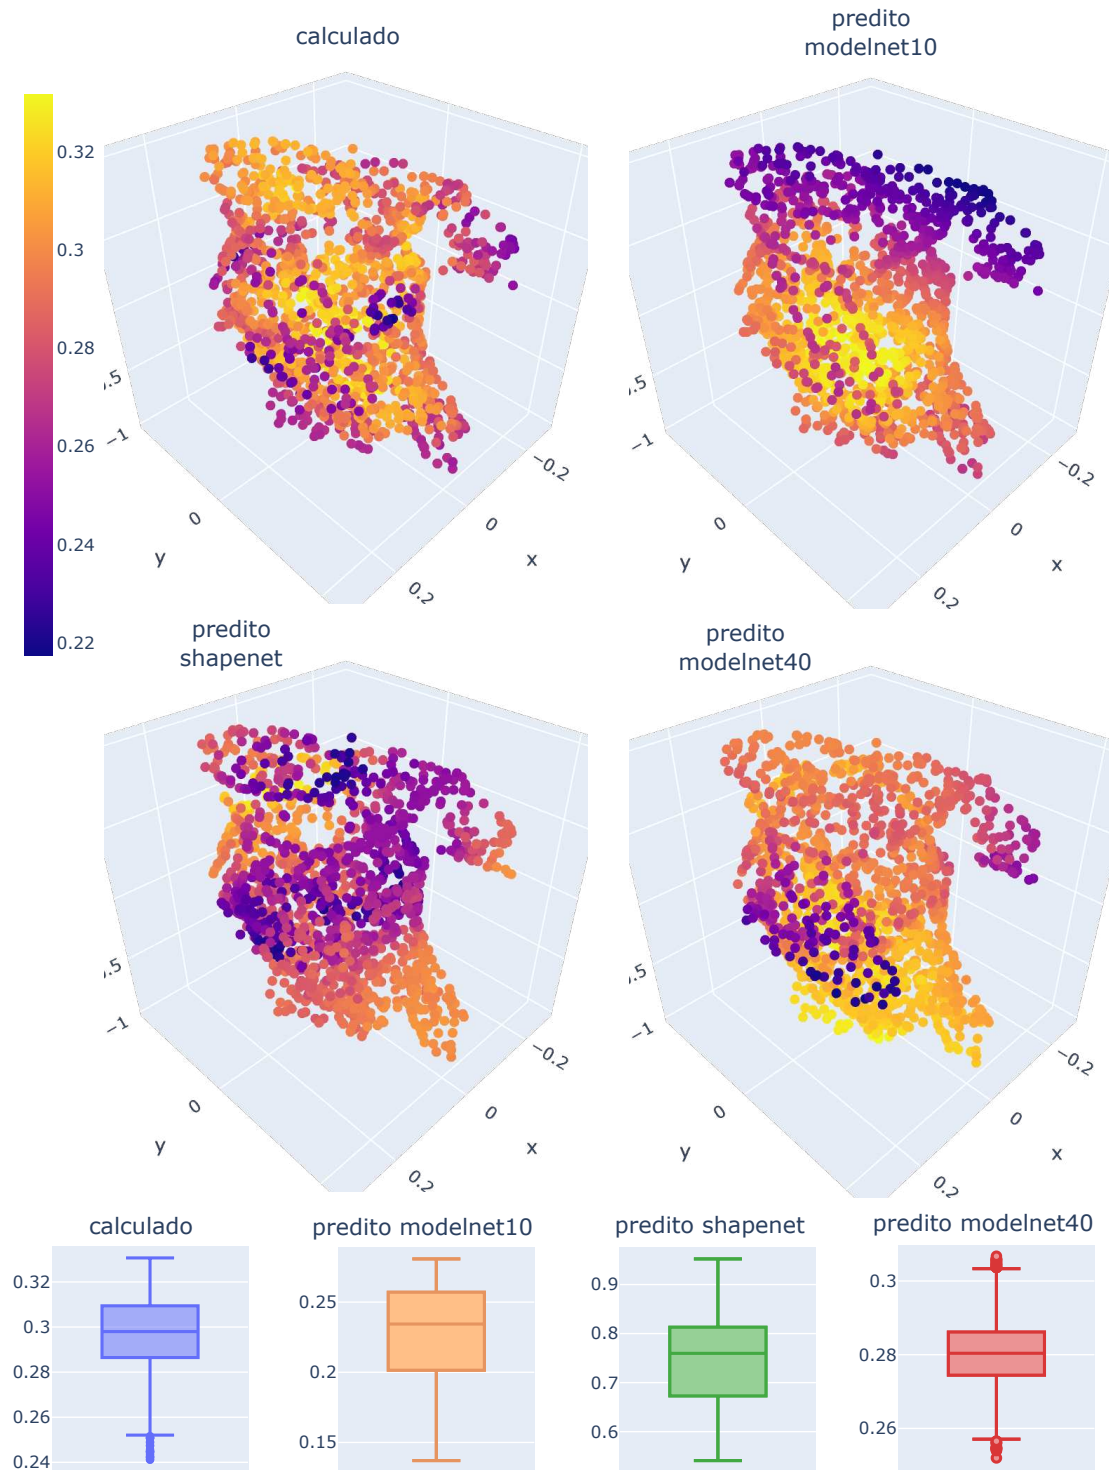 calculado
predito
modelnet10
0.32
0.3
0.28
0.26
0.24
0.22
.5
−1
0
y
0.2
0
x
−0.2
.5
−1
0
y
0.2
0
x
−0.2
predito
shapenet
predito
modelnet40
.5
−1
0
y
0.2
0
x
−0.2
.5
−1
0
y
0.2
0
x
−0.2
calculado
0.32
0.3
0.28
0.26
0.24
predito modelnet10
0.25
0.2
0.15
predito shapenet
0.9
0.8
0.7
0.6
predito modelnet40
0.3
0.28
0.26